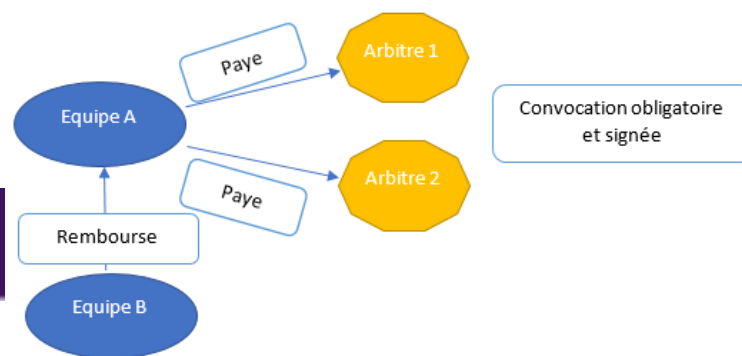 Arbitre 1
Paye
Convocation obligatoire
et signée
Equipe A
Arbitre 2
Paye
Rembourse
Equipe B